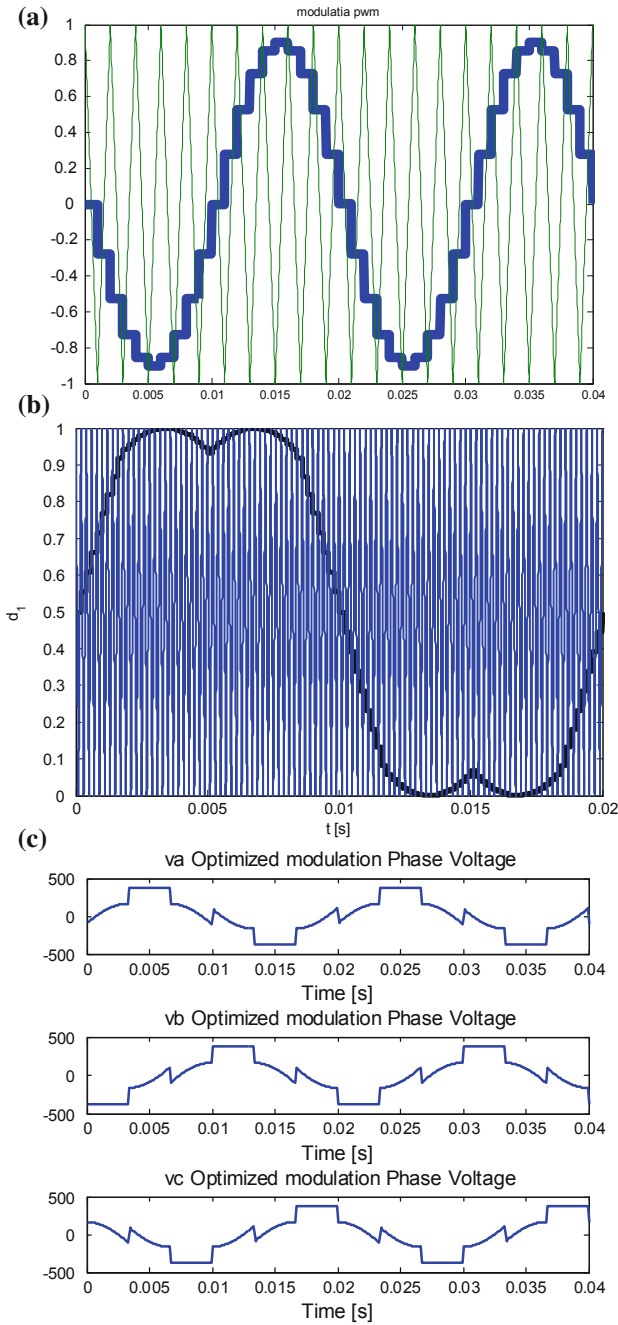 (a)
modulatia pwm
1
0.8
0.6
0.4
0.2
0
-0.2
-0.4
-0.6
-0.8
-1
0 0.005 0.01 0.015 0.02 0.025 0.03 0.035 0.04
(b)
1
0.9
0.8
0.7
0.6
0.5
0.4
0.3
0.2
0.1
0
d1
0 0.005 0.01 0.015 0.02
t [s]
(c)
va Optimized modulation Phase Voltage
500
0
-500
0 0.005 0.01 0.015 0.02 0.025 0.03 0.035 0.04
Time [s]
vb Optimized modulation Phase Voltage
500
0
-500
0 0.005 0.01 0.015 0.02 0.025 0.03 0.035 0.04
Time [s]
vc Optimized modulation Phase Voltage
500
0
500
0 0.005 0.01 0.015 0.02 0.025 0.03 0.035 0.04
Time [s]